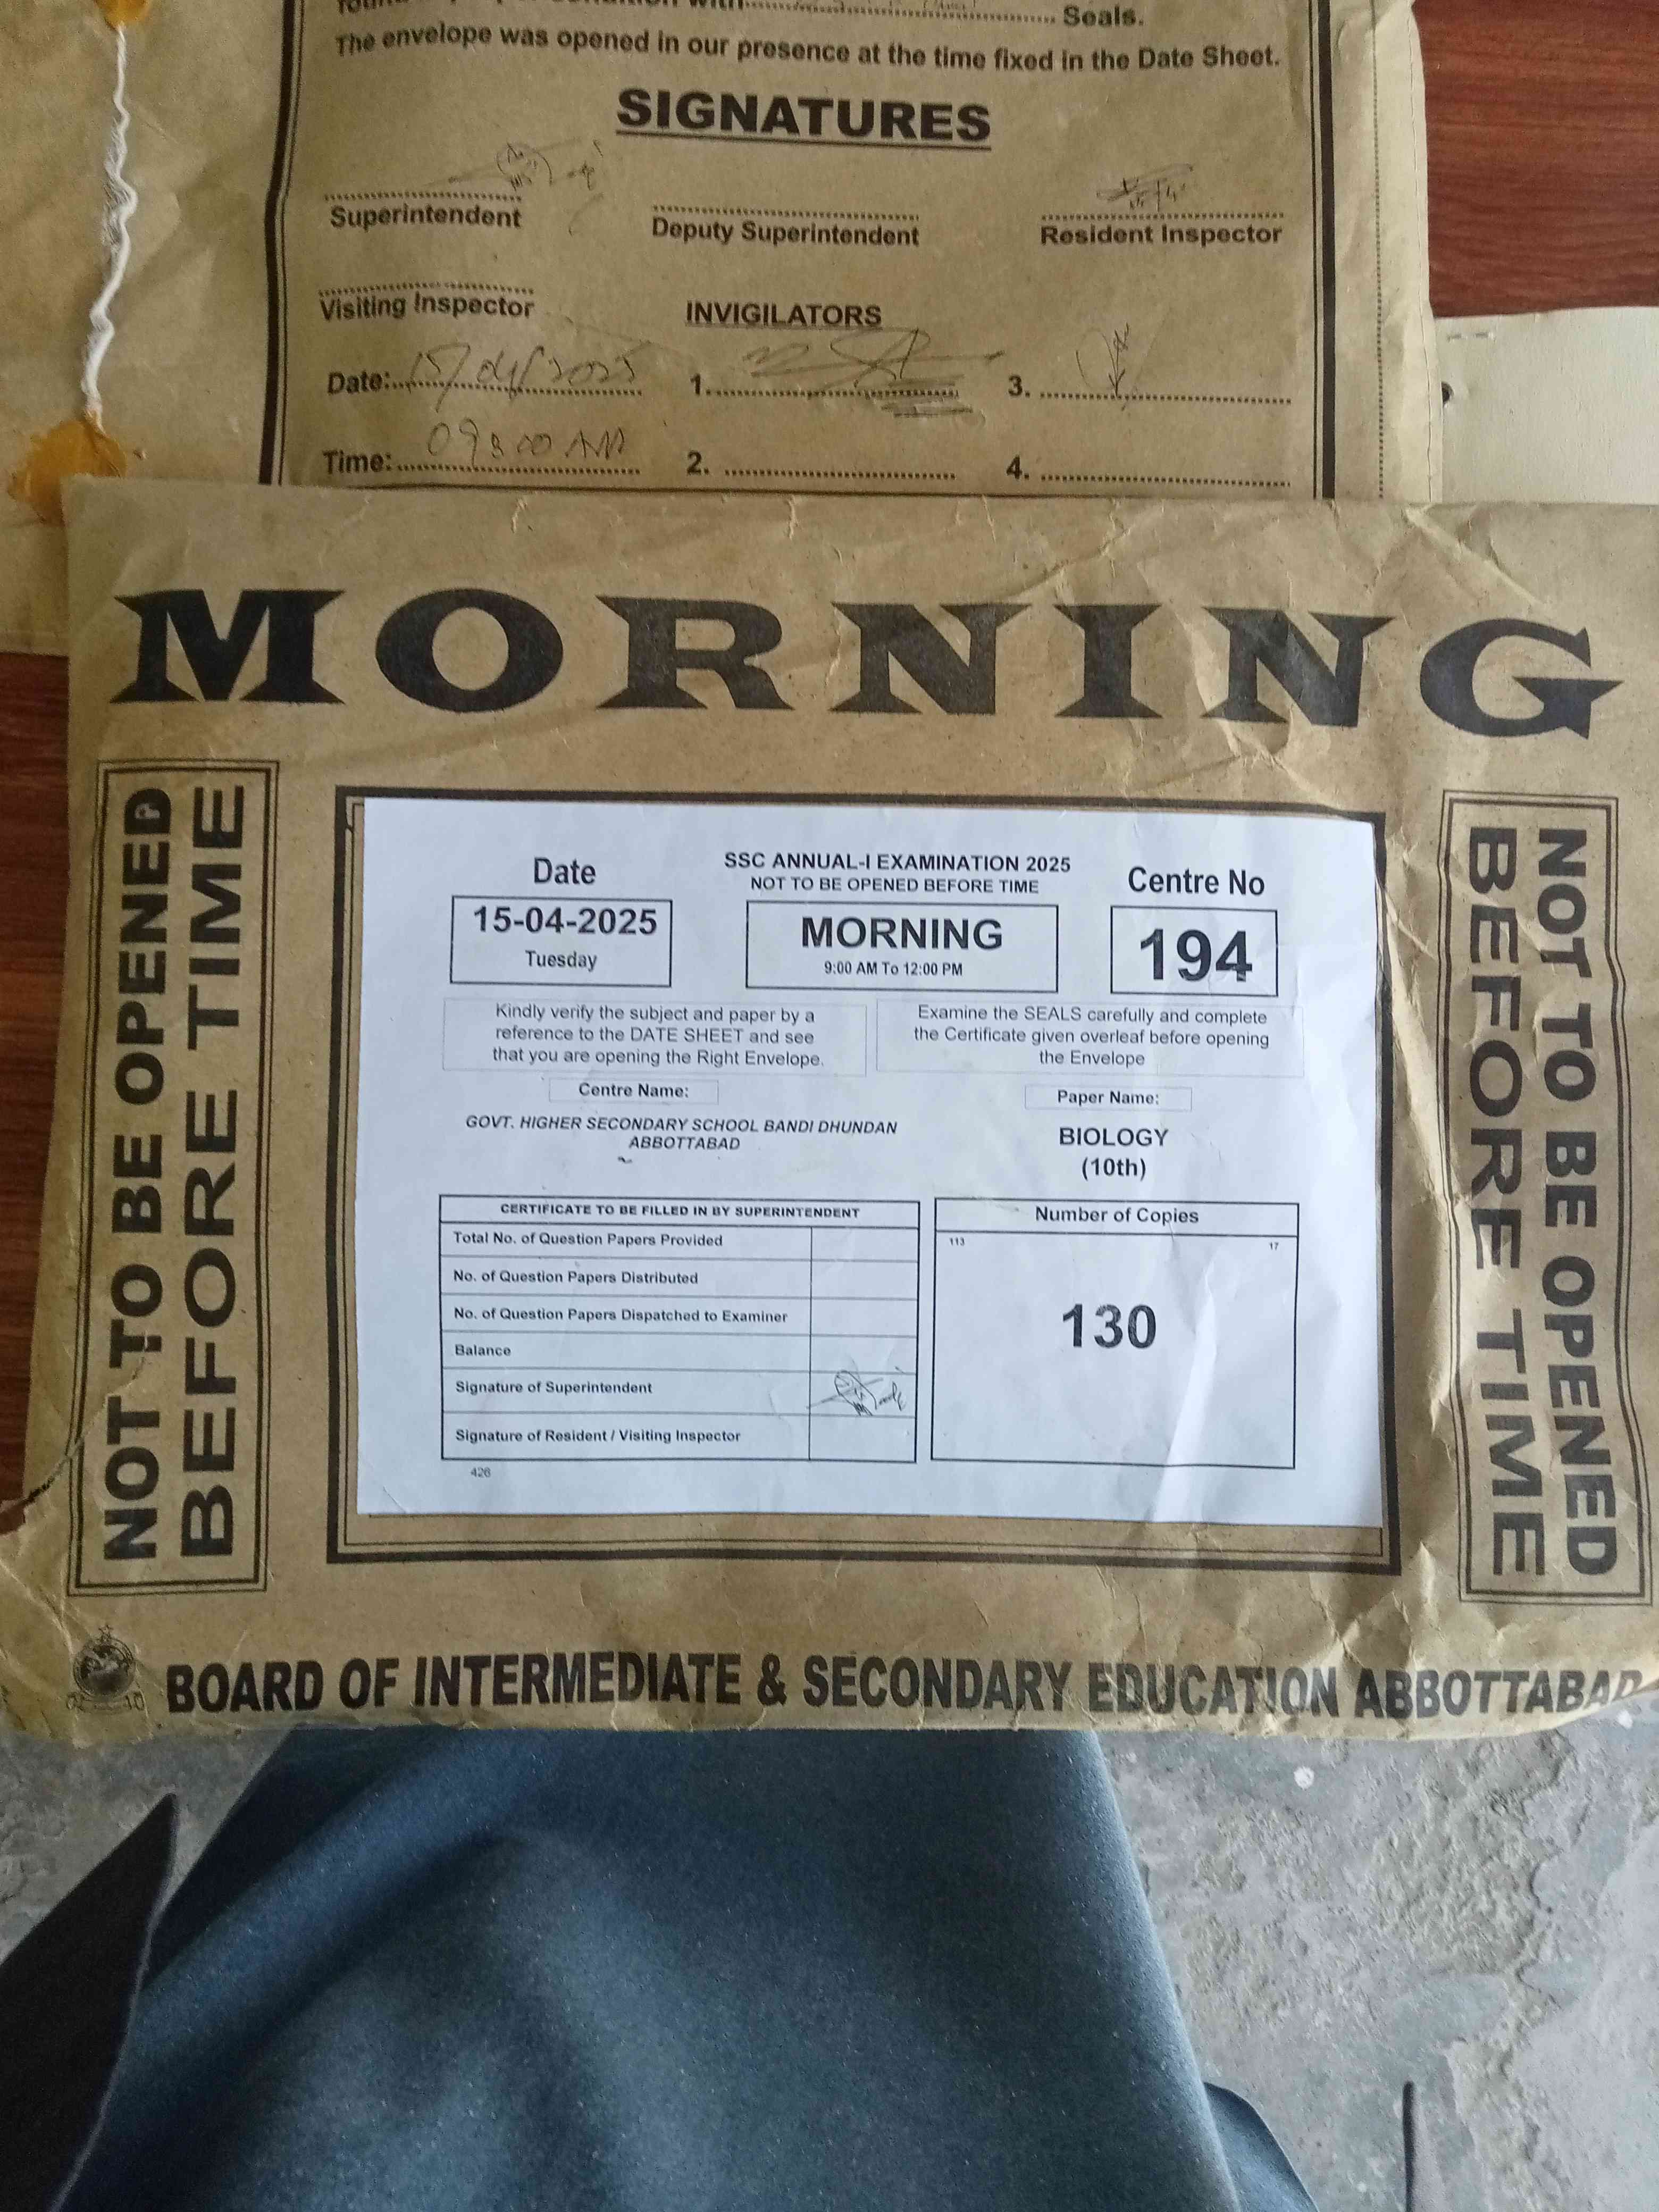 Seals.
The envelope was opened in our presence at the time fixed in the Date Sheet.
SIGNATURES
Superintendent
Deputy Superintendent
Resident Inspector
Visiting Inspector
INVIGILATORS
Date: 15/04/2025 1. 3.
Time: 09:00 AM 2. 4.
MORNING
NOT TO BE OPENED
BEFORE TIME
Date
15-04-2025
Tuesday
SSC ANNUAL-I EXAMINATION 2025
NOT TO BE OPENED BEFORE TIME
MORNING
9:00 AM To 12:00 PM
Centre No
194
Kindly verify the subject and paper by a
reference to the DATE SHEET and see
that you are opening the Right Envelope.
Examine the SEALS carefully and complete
the Certificate given overleaf before opening
the Envelope
Centre Name:
GOVT. HIGHER SECONDARY SCHOOL BANDI DHUNDAN
ABBOTTABAD
Paper Name:
BIOLOGY
(10th)
CERTIFICATE TO BE FILLED IN BY SUPERINTENDENT
Total No. of Question Papers Provided
No. of Question Papers Distributed
No. of Question Papers Dispatched to Examiner
Balance
Signature of Superintendent
Signature of Resident / Visiting Inspector
426
Number of Copies
113 17
130
NOT TO BE OPENED
BEFORE TIME
BOARD OF INTERMEDIATE & SECONDARY EDUCATION ABBOTTABAD